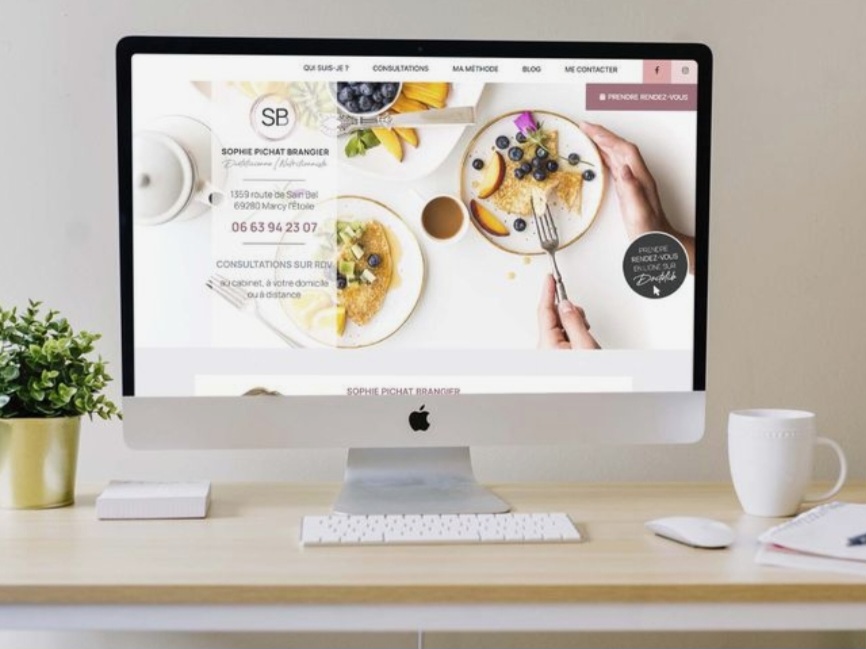 QUI SUIS-JE ?
CONSULTATIONS
MA MÉTHODE
BLOG
ME CONTACTER
f
PRENDRE RENDEZ-VOUS
SB
SOPHIE PICHAT BRANGIER
Diététicienne / Nutritionniste
1359 route de Sain Bel
69280 Marcy l'Étoile
06 63 94 23 07
CONSULTATIONS SUR RDV
au cabinet, à votre domicile
ou à distance
PRENDRE
RENDEZ-VOUS
EN LIGNE SUR
Doctolib
SOPHIE PICHAT BRANGIER